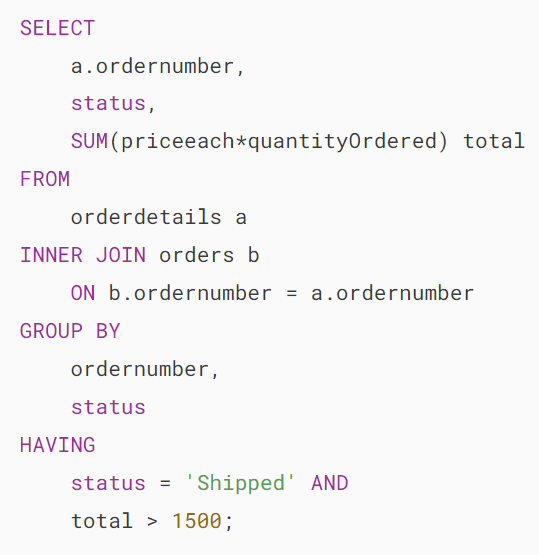 SELECT
    a.ordernumber,
    status,
    SUM(priceeach*quantityOrdered) total
FROM
    orderdetails a
INNER JOIN orders b
    ON b.ordernumber = a.ordernumber
GROUP BY
    ordernumber,
    status
HAVING
    status = 'Shipped' AND
    total > 1500;